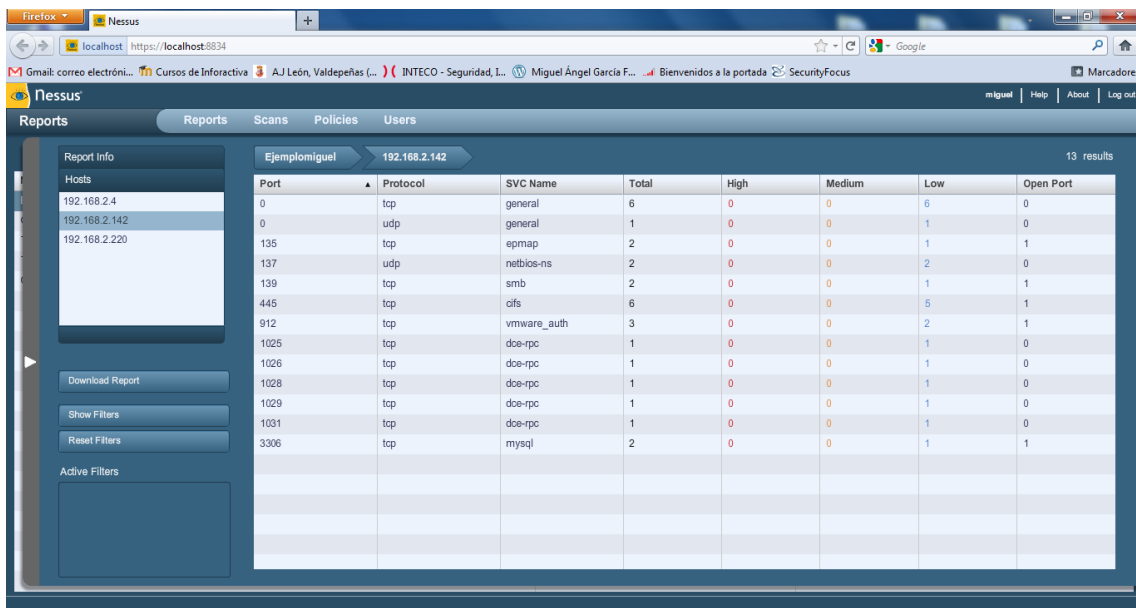 Firefox
Nessus
+
localhost https://localhost:8834
Google
Gmail: correo electróni... Cursos de Inforactiva A.J León, Valdepeñas (... INTECO - Seguridad, I... Miguel Ángel García F... Bienvenidos a la portada SecurityFocus Marcadore
nessus
miguel | Help | About | Log out
Reports Reports Scans Policies Users
Report Info
Hosts
192.168.2.4
192.168.2.142
192.168.2.220
Download Report
Show Filters
Reset Filters
Active Filters
Ejemplomiguel 192.168.2.142 13 results
Port Protocol SVC Name Total High Medium Low Open Port
0 tcp general 6 0 0 6 0
0 udp general 1 0 0 1 0
135 tcp epmap 2 0 0 1 1
137 udp netbios-ns 2 0 0 2 0
139 tcp smb 2 0 0 1 1
445 tcp cifs 6 0 0 5 1
912 tcp vmware_auth 3 0 0 2 1
1025 tcp dce-rpc 1 0 0 1 0
1026 tcp dce-rpc 1 0 0 1 0
1028 tcp dce-rpc 1 0 0 1 0
1029 tcp dce-rpc 1 0 0 1 0
1031 tcp dce-rpc 1 0 0 1 0
3306 tcp mysql 2 0 0 1 1